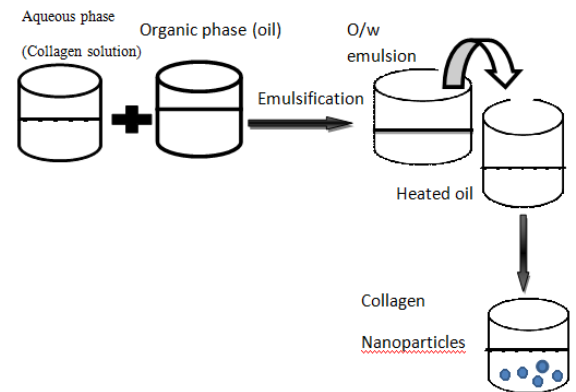 Aqueous phase
(Collagen solution)
Organic phase (oil)
Emulsification
O/w
emulsion
Heated oil
Collagen
Nanoparticles